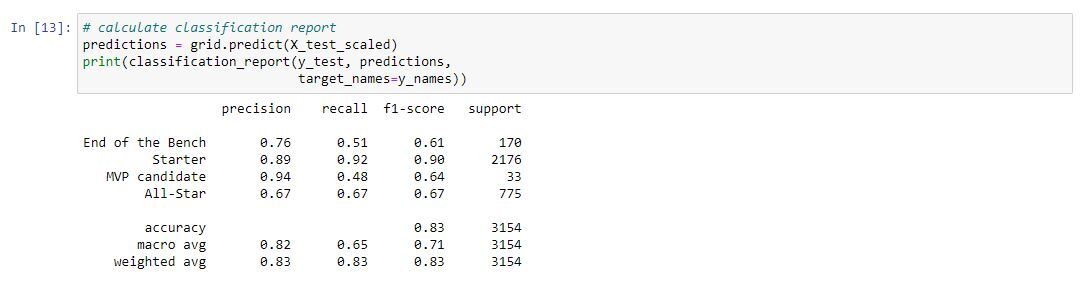 In [13]: # calculate classification report
predictions = grid.predict(X_test_scaled)
print(classification_report(y_test, predictions,
target_names=y_names))
precision recall f1-score support
End of the Bench 0.76 0.51 0.61 170
Starter 0.89 0.92 0.90 2176
MVP candidate 0.94 0.48 0.64 33
All-Star 0.67 0.67 0.67 775
accuracy 0.83 3154
macro avg 0.82 0.65 0.71 3154
weighted avg 0.83 0.83 0.83 3154